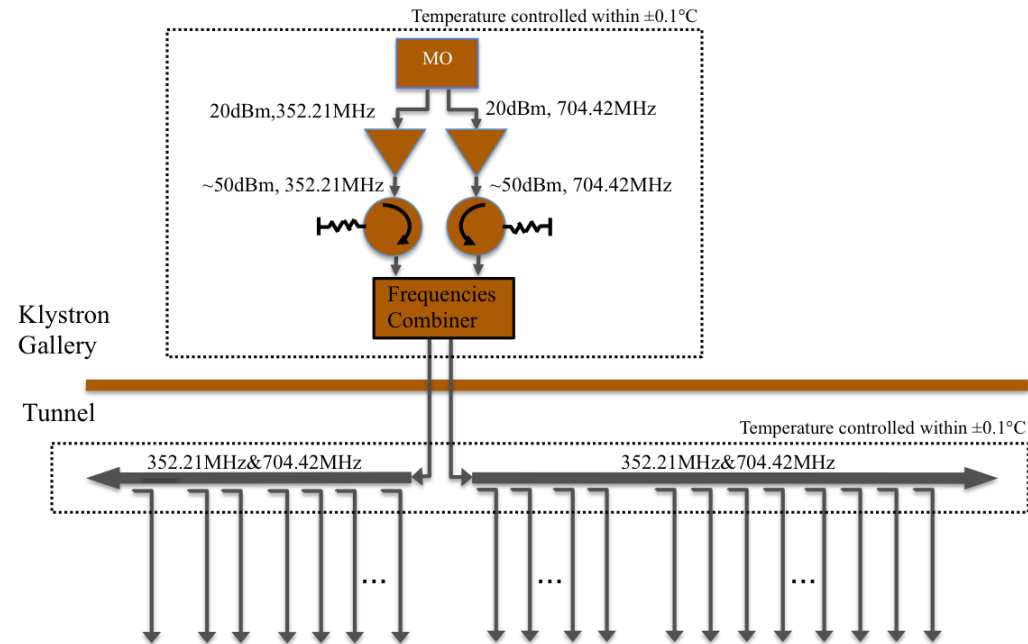 Temperature controlled within ±0.1°C
MO
20dBm,352.21MHz
20dBm, 704.42MHz
~50dBm, 352.21MHz
~50dBm, 704.42MHz
Frequencies
Combiner
Klystron
Gallery
Tunnel
Temperature controlled within ±0.1°C
352.21MHz&704.42MHz
352.21MHz&704.42MHz
...
...
...